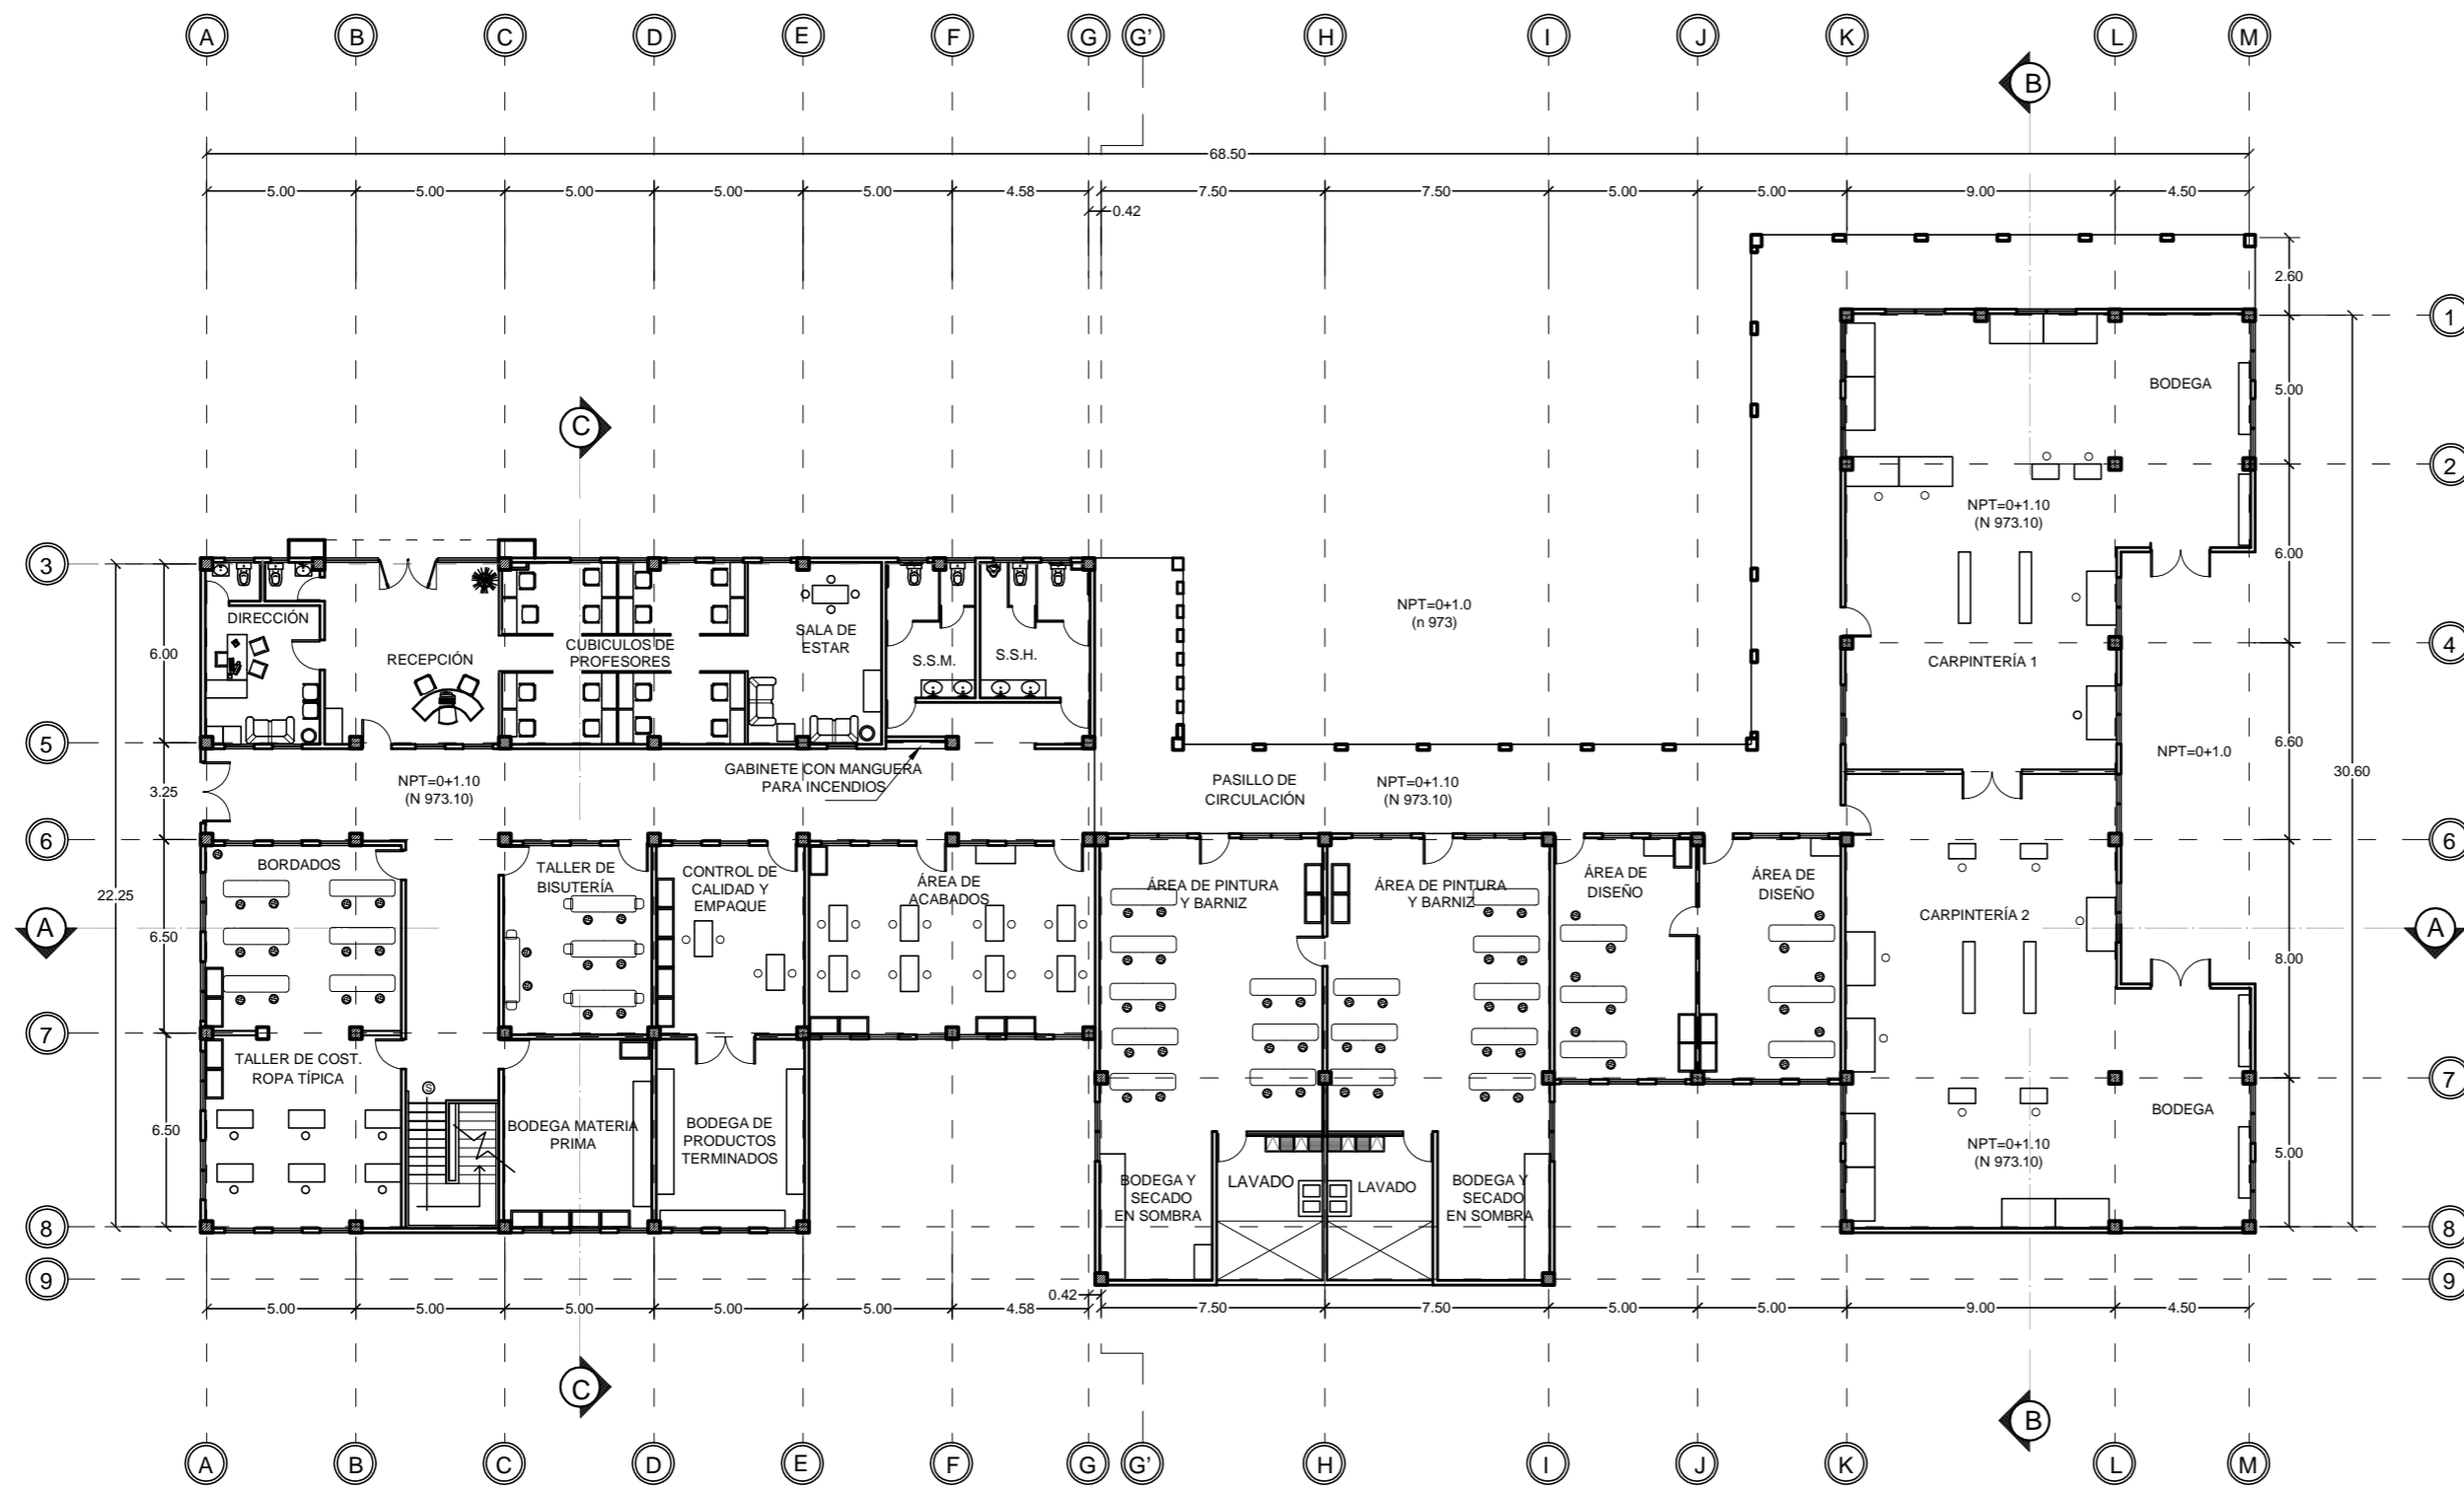 A B C D E F G G' H I J K L M
B
68.50
5.00 5.00 5.00 5.00 5.00 4.58 7.50 7.50 5.00 5.00 9.00 4.50
0.42
2.60
1
5.00
BODEGA
C
2
NPT=0+1.10
(N 973.10)
3
6.00
NPT=0+1.0
(n 973)
DIRECCIÓN
RECEPCIÓN
CUBICULOS DE
PROFESORES
SALA DE
ESTAR
S.S.M.
S.S.H.
6.00
4
CARPINTERÍA 1
5
6.60
NPT=0+1.0
30.60
3.25
NPT=0+1.10
(N 973.10)
GABINETE CON MANGUERA
PARA INCENDIOS
PASILLO DE
CIRCULACIÓN
NPT=0+1.10
(N 973.10)
6
6
22.25
BORDADOS
TALLER DE
BISUTERÍA
CONTROL DE
CALIDAD Y
EMPAQUE
ÁREA DE
ACABADOS
ÁREA DE PINTURA
Y BARNIZ
ÁREA DE PINTURA
Y BARNIZ
ÁREA DE
DISEÑO
ÁREA DE
DISEÑO
CARPINTERÍA 2
A
A
6.50
8.00
7
TALLER DE COST.
ROPA TÍPICA
S
7
BODEGA
6.50
BODEGA MATERIA
PRIMA
BODEGA DE
PRODUCTOS
TERMINADOS
NPT=0+1.10
(N 973.10)
5.00
BODEGA Y
SECADO
EN SOMBRA
LAVADO
LAVADO
BODEGA Y
SECADO
EN SOMBRA
8
8
9
9
0.42
5.00 5.00 5.00 5.00 5.00 4.58 7.50 7.50 5.00 5.00 9.00 4.50
C
B
A B C D E F G G' H I J K L M